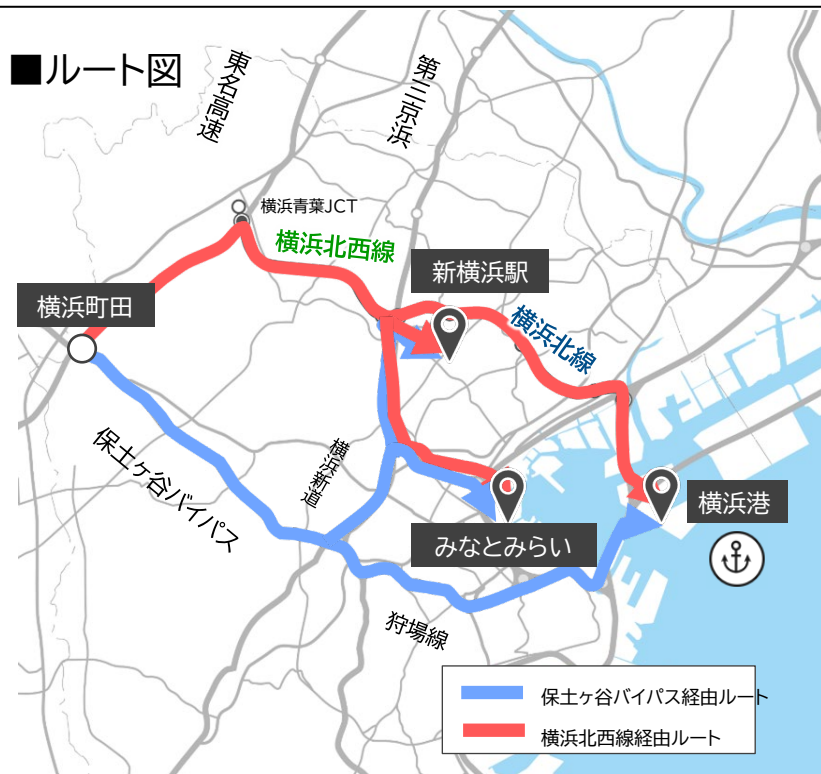 ■ルート図
東名高速
第三京浜
横浜青葉JCT
横浜北西線
新横浜駅
横浜町田
横浜北線
保土ヶ谷バイパス
横浜新道
横浜港
みなとみらい
狩場線
保土ヶ谷バイパス経由ルート
横浜北西線経由ルート